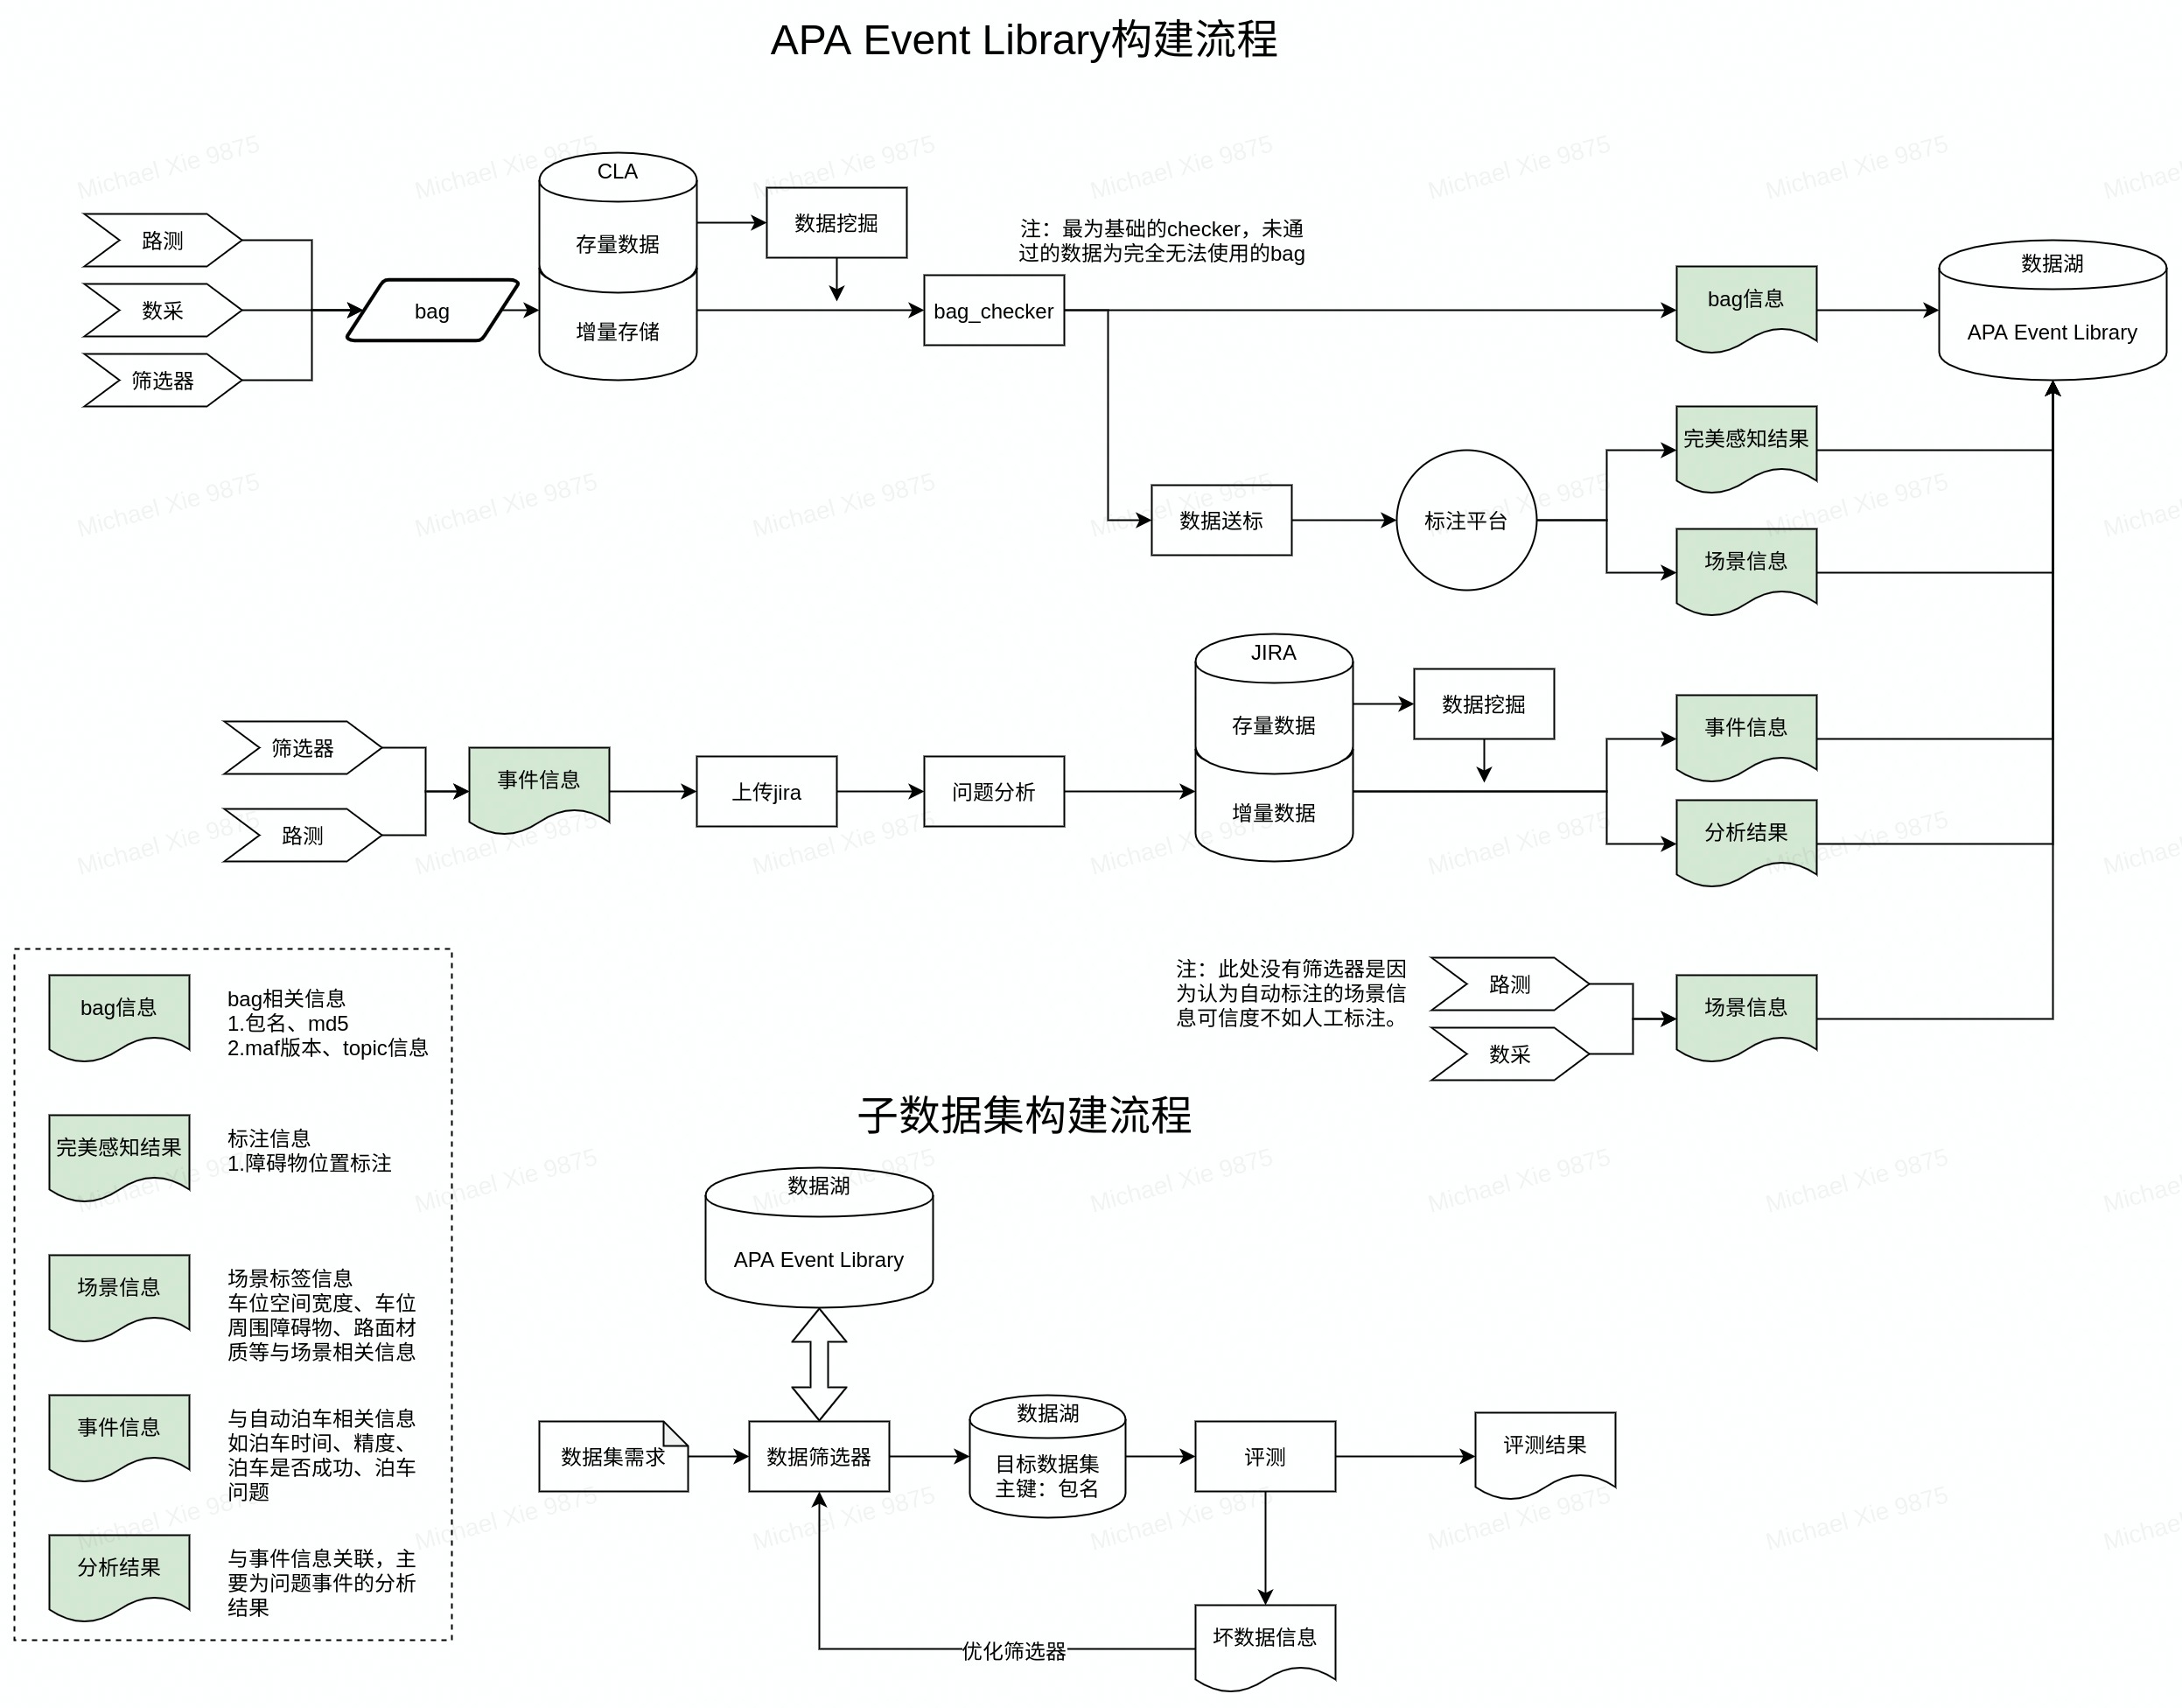 APA Event Library构建流程
CLA
存量数据
增量存储
数据挖掘
路测
数采
筛选器
bag
注：最为基础的checker，未通
过的数据为完全无法使用的bag
bag_checker
bag信息
数据湖
APA Event Library
完美感知结果
数据送标
标注平台
场景信息
JIRA
存量数据
增量数据
数据挖掘
筛选器
路测
事件信息
上传jira
问题分析
事件信息
分析结果
注：此处没有筛选器是因
为认为自动标注的场景信
息可信度不如人工标注。
路测
数采
场景信息
bag信息
bag相关信息
1.包名、md5
2.maf版本、topic信息
完美感知结果
标注信息
1.障碍物位置标注
场景信息
场景标签信息
车位空间宽度、车位
周围障碍物、路面材
质等与场景相关信息
事件信息
与自动泊车相关信息
如泊车时间、精度、
泊车是否成功、泊车
问题
分析结果
与事件信息关联，主
要为问题事件的分析
结果
子数据集构建流程
数据湖
APA Event Library
数据集需求
数据筛选器
数据湖
目标数据集
主键：包名
评测
评测结果
坏数据信息
优化筛选器
Michael Xie 9875